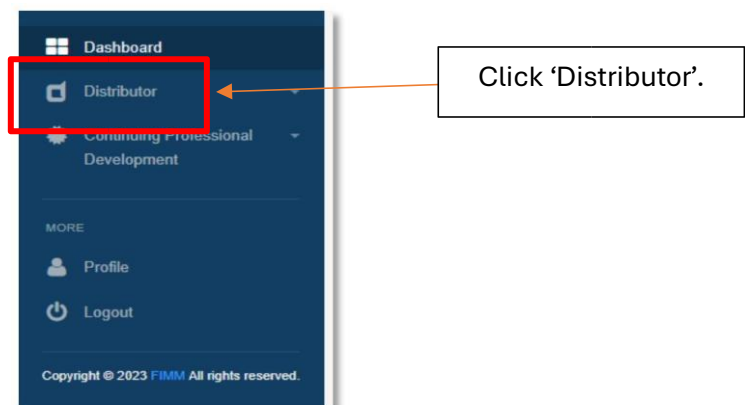 Dashboard
Distributor
Click ‘Distributor’.
Continuing Professional
Development
MORE
Profile
Logout
Copyright © 2023 FIMM All rights reserved.